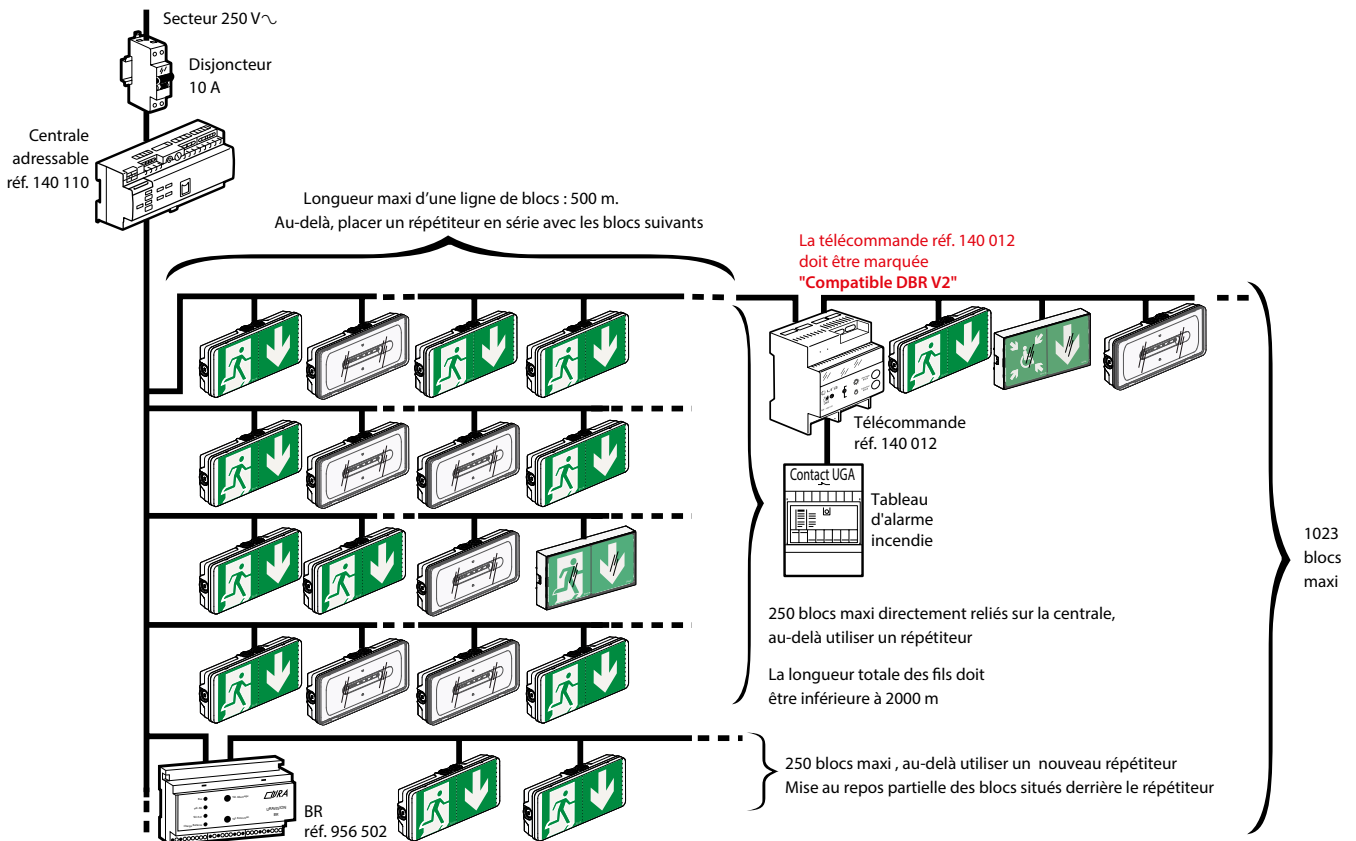 Secteur 250 V∿
Disjoncteur
10 A
Centrale
adressable
réf. 140 110
Longueur maxi d’une ligne de blocs : 500 m.
Au-delà, placer un répétiteur en série avec les blocs suivants
La télécommande réf. 140 012
doit être marquée
"Compatible DBR V2"
Télécommande
réf. 140 012
Contact UGA
Tableau
d'alarme
incendie
1023
blocs
maxi
250 blocs maxi directement reliés sur la centrale,
au-delà utiliser un répétiteur
La longueur totale des fils doit
être inférieure à 2000 m
250 blocs maxi , au-delà utiliser un nouveau répétiteur
Mise au repos partielle des blocs situés derrière le répétiteur
URA
BR
réf. 956 502